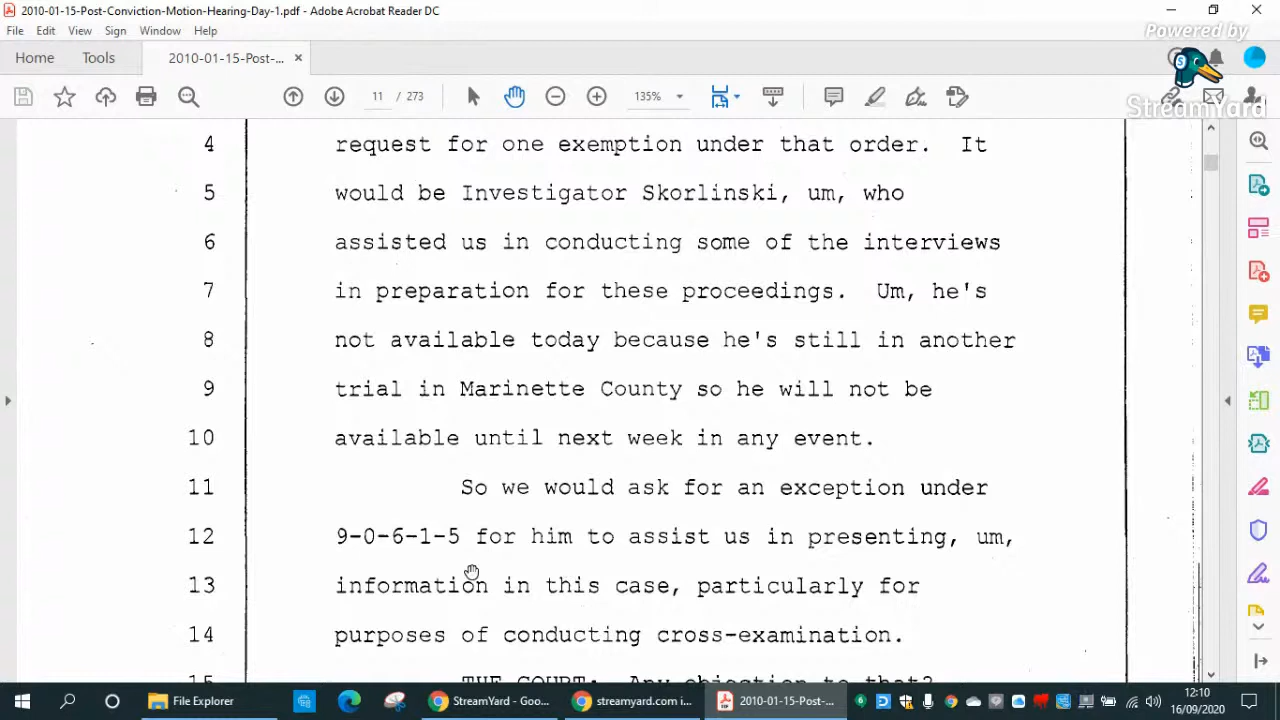 2010-01-15-Post-Conviction-Motion-Hearing-Day-1.pdf - Adobe Acrobat Reader DC
File Edit View Sign Window Help
Powered by
Home Tools 2010-01-15-Post-... ×
StreamYard
11 / 273 135%
4 request for one exemption under that order. It
5 would be Investigator Skorlinski, um, who
6 assisted us in conducting some of the interviews
7 in preparation for these proceedings. Um, he's
8 not available today because he's still in another
9 trial in Marinette County so he will not be
10 available until next week in any event.
11 So we would ask for an exception under
12 9-0-6-1-5 for him to assist us in presenting, um,
13 information in this case, particularly for
14 purposes of conducting cross-examination.
15 THE COURT: Any objection to that?
File Explorer StreamYard - Goo... streamyard.com i... 2010-01-15-Post-...
12:10
16/09/2020